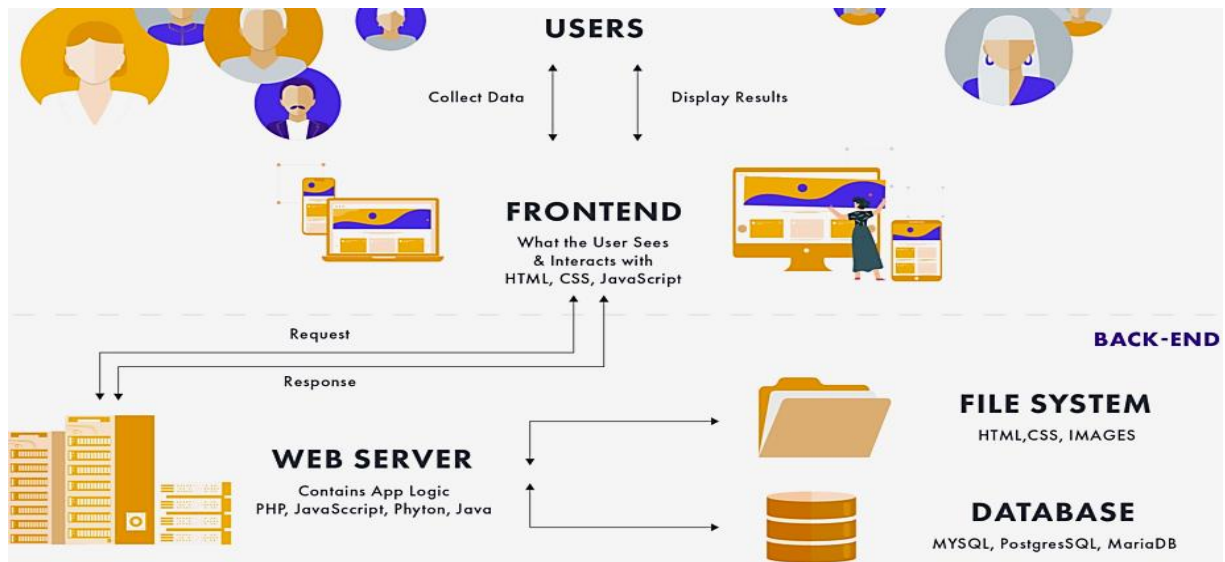 USERS
Collect Data
Display Results
FRONTEND
What the User Sees
& Interacts with
HTML, CSS, JavaScript
Request
BACK-END
Response
FILE SYSTEM
HTML,CSS, IMAGES
WEB SERVER
Contains App Logic
PHP, JavaSccript, Phyton, Java
DATABASE
MYSQL, PostgresSQL, MariaDB